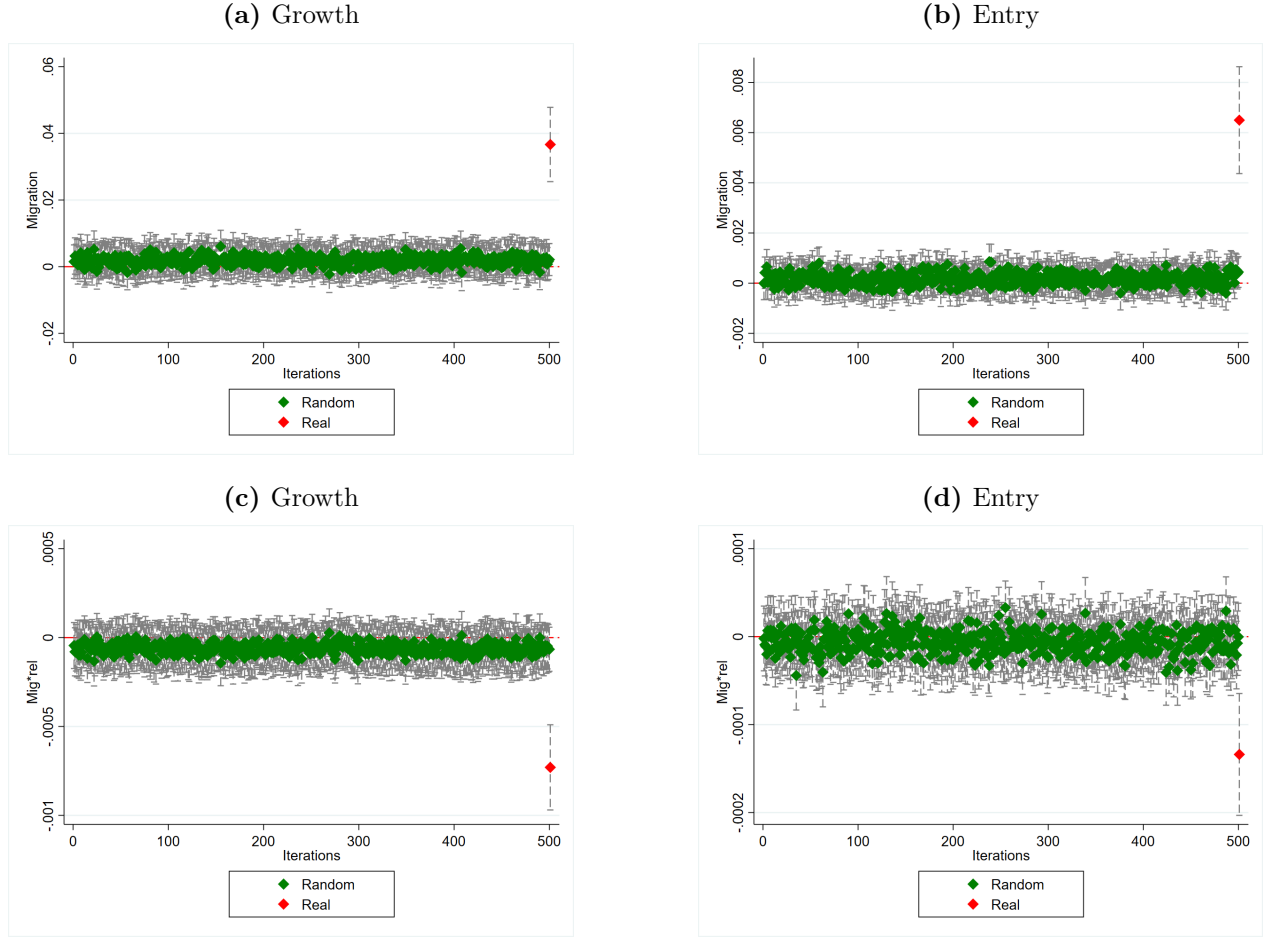 (a) Growth
.06
.04
.02
0
-.02
Migration
0 100 200 300 400 500
Iterations
Random
Real
(b) Entry
.008
.006
.004
.002
0
-.002
Migration
0 100 200 300 400 500
Iterations
Random
Real
(c) Growth
.0005
0
-.0005
-.001
Mig*rel
0 100 200 300 400 500
Iterations
Random
Real
(d) Entry
.0001
0
-.0001
-.0002
Mig*rel
0 100 200 300 400 500
Iterations
Random
Real